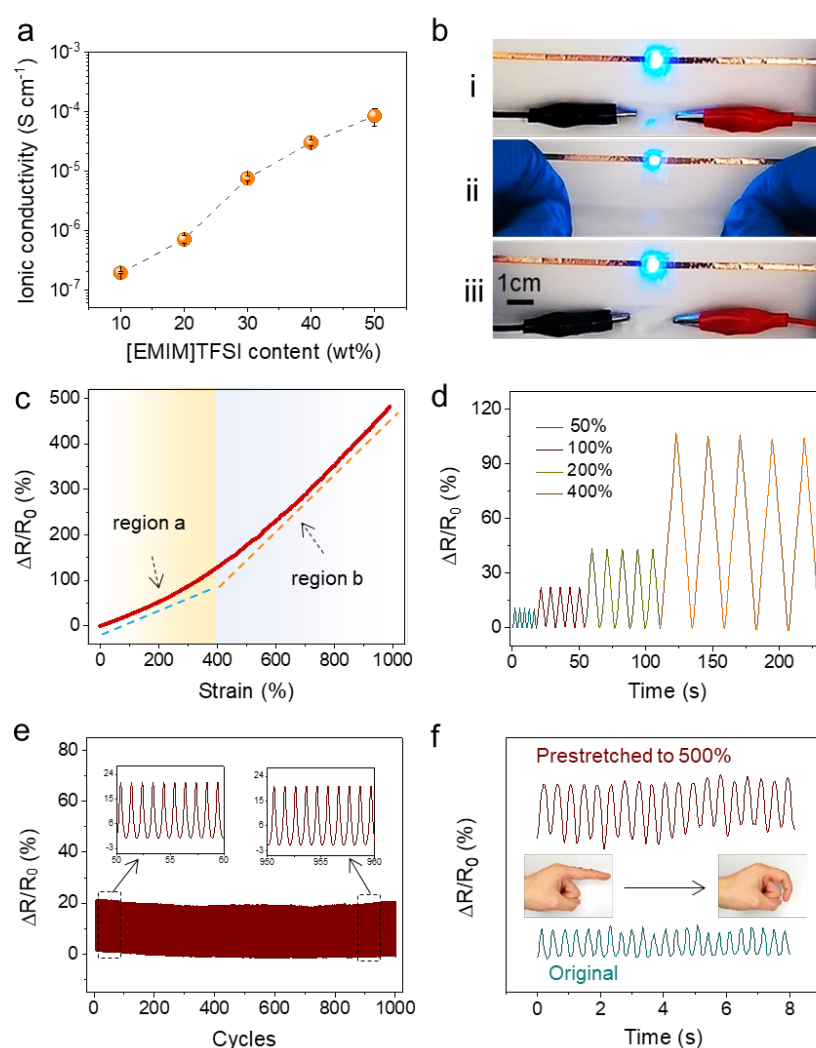 a
10⁻³
10⁻⁴
10⁻⁵
10⁻⁶
10⁻⁷
Ionic conductivity (S cm⁻¹)
10 20 30 40 50
[EMIM]TFSI content (wt%)
b
i
ii
iii
1cm
c
500
400
300
200
100
0
ΔR/R₀ (%)
region a
region b
0 200 400 600 800 1000
Strain (%)
d
120
90
60
30
0
ΔR/R₀ (%)
50%
100%
200%
400%
0 50 100 150 200
Time (s)
e
80
60
40
20
0
ΔR/R₀ (%)
24
15
6
-3
50 55 60
24
15
6
-3
950 955 960
0 200 400 600 800 1000
Cycles
f
Prestretched to 500%
ΔR/R₀ (%)
Original
0 2 4 6 8
Time (s)